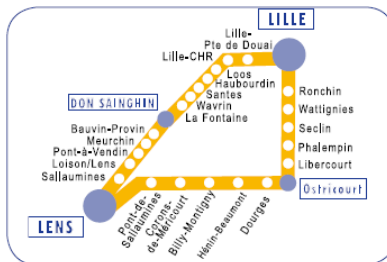 LILLE
Lille-
Pte de Douai
Lille-CHR
Loos
Haubourdin
Santes
Wavrin
La Fontaine
DON SAINGHIN
Bauvin-Provin
Meurchin
Pont-à-Vendin
Loison/Lens
Sallaumines
LENS
Pont-de-
Sallaumines
Corons-
de-Méricourt
Billy-Montigny
Hénin-Beaumont
Dourges
Ostricourt
Ronchin
Wattignies
Seclin
Phalempin
Libercourt